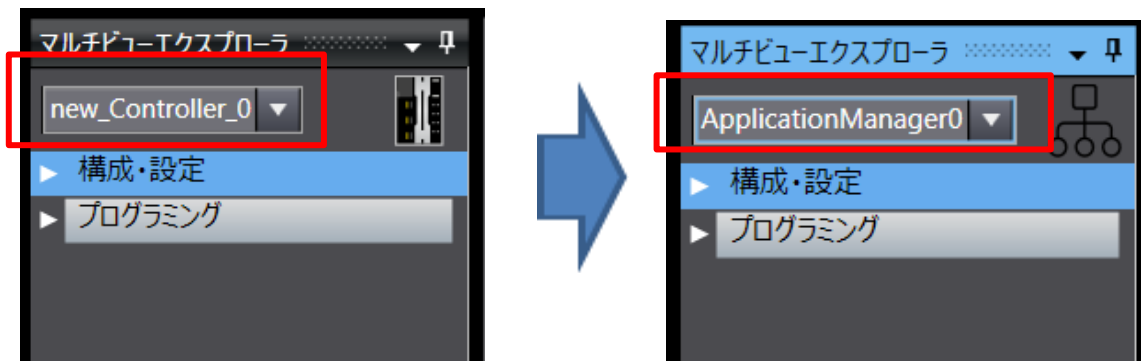 マルチビューエクスプローラ
new_Controller_0
構成・設定
プログラミング
マルチビューエクスプローラ
ApplicationManager0
構成・設定
プログラミング